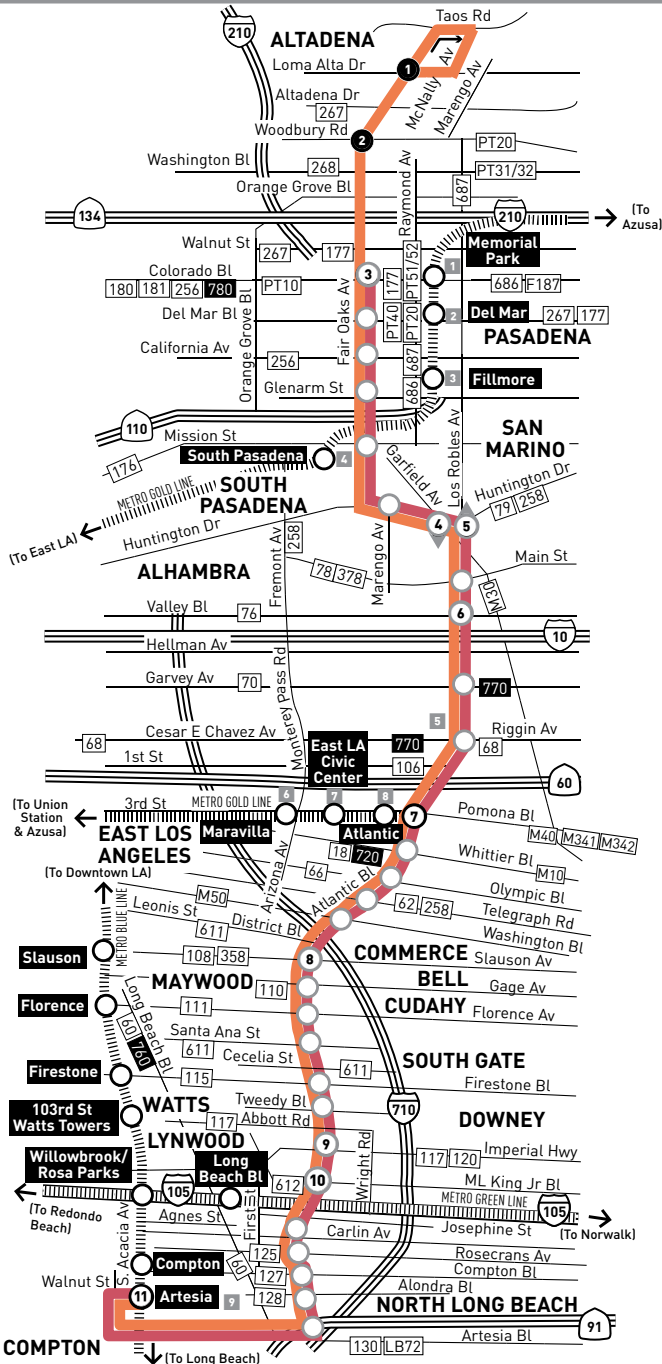 Taos Rd
210
ALTADENA
Loma Alta Dr
1
McNally Av
Marengo Av
Altadena Dr
267
Woodbury Rd
2
PT20
Washington Bl
268
PT31/32
Orange Grove Bl
Raymond Av
687
134
210
(To
Azusa)
Walnut St
267
177
Memorial
Park
Colorado Bl
3
1
180
181
256
780
PT10
177
PT51/52
686
F187
Del Mar Bl
Orange Grove Bl
Fair Oaks Av
PT40
PT20
2
Del Mar
267
177
PASADENA
California Av
256
687
Glenarm St
686
3
Fillmore
110
Mission St
Los Robles Av
SAN
MARINO
176
South Pasadena
4
Garfield Av
METRO GOLD LINE
SOUTH
PASADENA
Huntington Dr
79
258
(To East LA)
Huntington Dr
Fremont Av
258
Marengo Av
4
5
ALHAMBRA
78
378
Main St
M30
Valley Bl
76
6
10
Hellman Av
Garvey Av
70
770
Monterey Pass Rd
5
Cesar E Chavez Av
Riggin Av
68
770
68
1st St
East LA
Civic
Center
106
60
(To Union
Station
& Azusa)
3rd St
METRO GOLD LINE
6
7
8
7
Pomona Bl
EAST LOS
ANGELES
Maravilla
Atlantic
M40
M341
M342
(To Downtown LA)
Arizona Av
18
720
Whittier Bl
M10
66
Atlantic Bl
Olympic Bl
M50
62
258
Telegraph Rd
Leonis St
611
District Bl
Washington Bl
METRO BLUE LINE
Slauson
108
358
8
COMMERCE
Slauson Av
MAYWOOD
110
BELL
Gage Av
Florence
Long Beach Bl
60
760
111
CUDAHY
Florence Av
Santa Ana St
611
Cecelia St
611
SOUTH GATE
Firestone
115
Firestone Bl
WATTS
Tweedy Bl
710
103rd St
Watts Towers
117
Abbott Rd
DOWNEY
LYNWOOD
9
Wright Rd
Imperial Hwy
117
120
Willowbrook/
Rosa Parks
Long
Beach Bl
612
10
ML King Jr Bl
105
METRO GREEN LINE
105
(To Redondo
Beach)
S. Acacia Av
Agnes St
First St
Josephine St
(To Norwalk)
Carlin Av
125
Rosecrans Av
Compton
60
127
Compton Bl
Walnut St
11
Artesia
9
128
Alondra Bl
NORTH LONG BEACH
91
COMPTON
Artesia Bl
130
LB72
(To Long Beach)